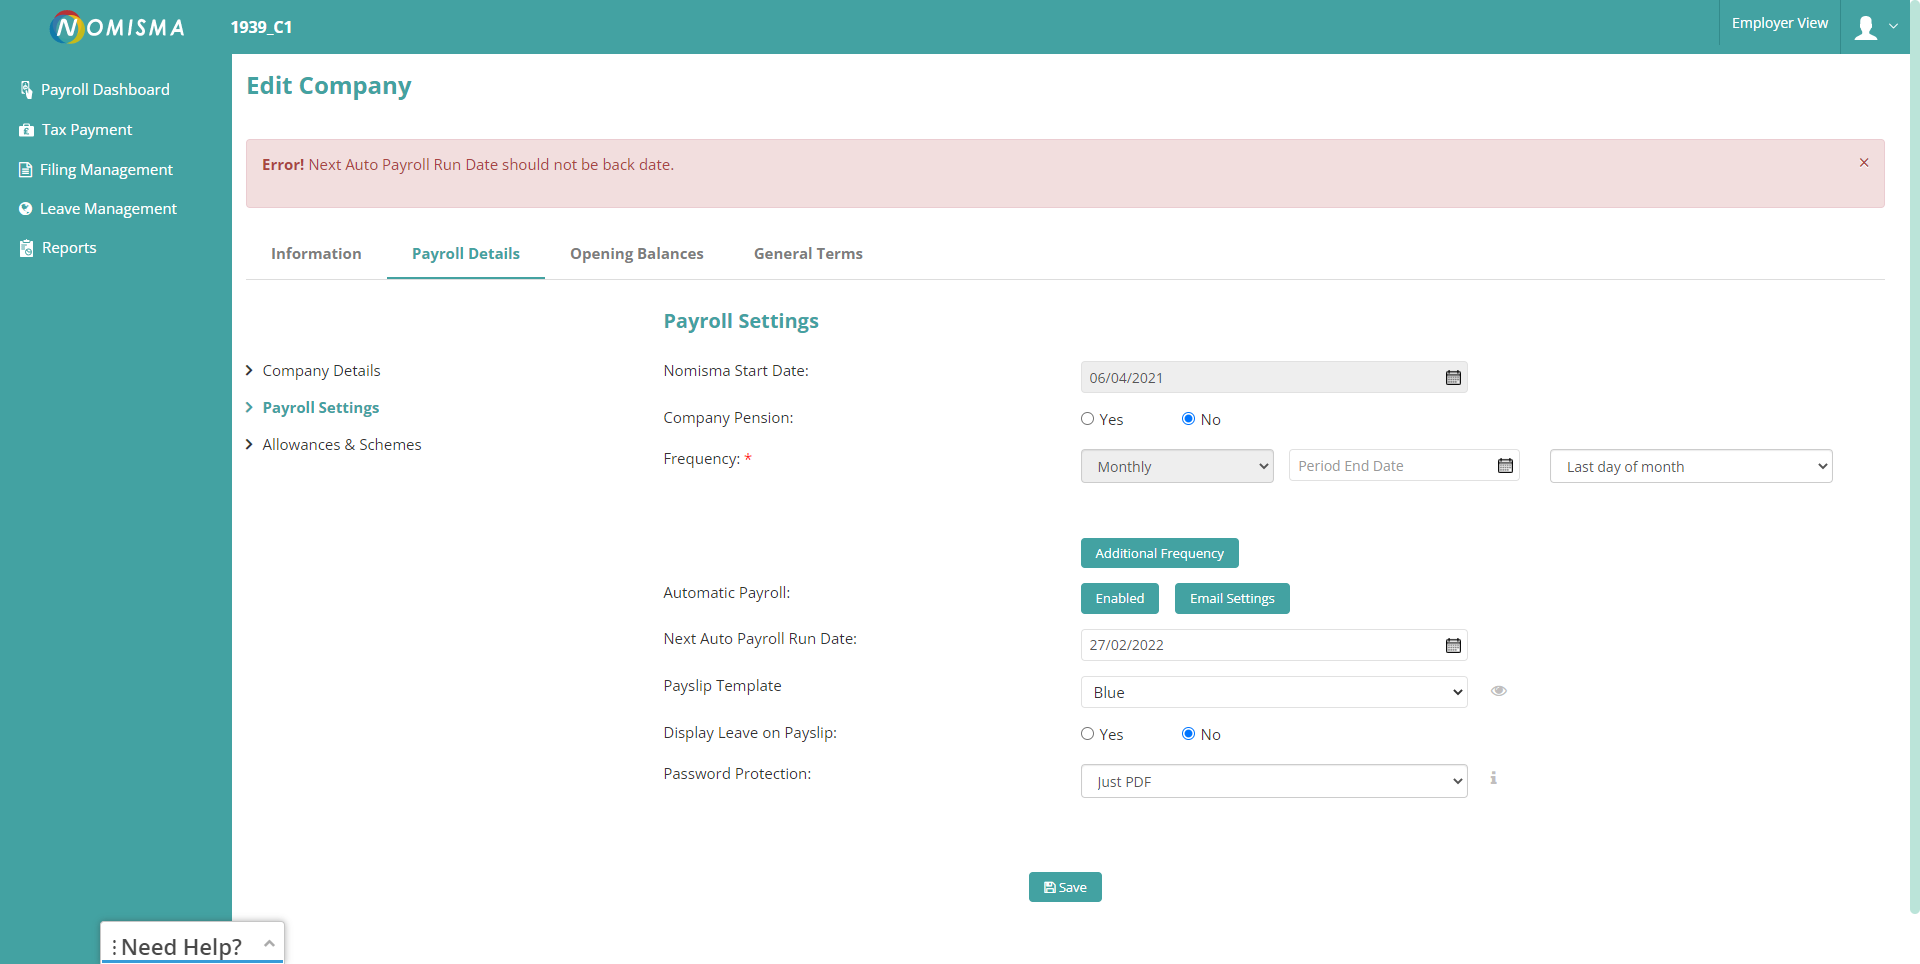 NOMISMA
1939_C1
Employer View
Payroll Dashboard
Tax Payment
Filing Management
Leave Management
Reports
Edit Company
Error! Next Auto Payroll Run Date should not be back date.
×
Information
Payroll Details
Opening Balances
General Terms
Company Details
Payroll Settings
Allowances & Schemes
Payroll Settings
Nomisma Start Date:
06/04/2021
Company Pension:
Yes
No
Frequency: *
Monthly
Period End Date
Last day of month
Additional Frequency
Automatic Payroll:
Enabled
Email Settings
Next Auto Payroll Run Date:
27/02/2022
Payslip Template
Blue
Display Leave on Payslip:
Yes
No
Password Protection:
Just PDF
Save
Need Help?